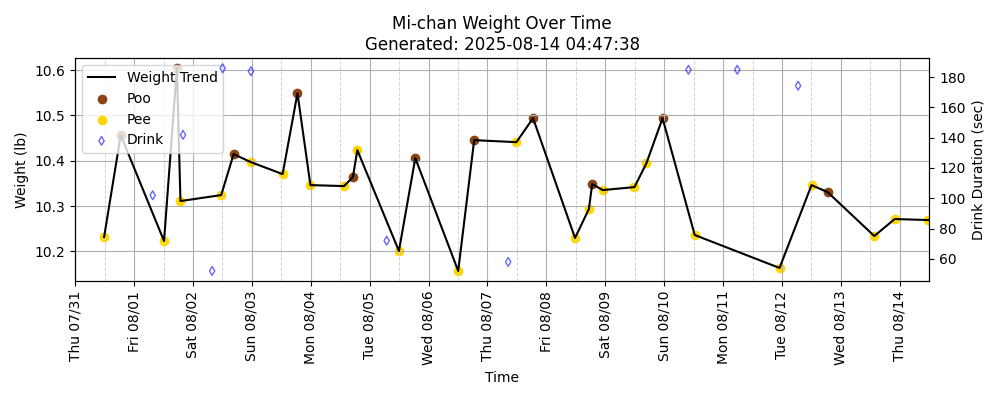 Mi-chan Weight Over Time
Generated: 2025-08-14 04:47:38
Weight (lb)
10.6
10.5
10.4
10.3
10.2
Weight Trend
Poo
Pee
Drink
180
160
140
120
100
80
60
Drink Duration (sec)
Thu 07/31
Fri 08/01
Sat 08/02
Sun 08/03
Mon 08/04
Tue 08/05
Wed 08/06
Thu 08/07
Fri 08/08
Sat 08/09
Sun 08/10
Mon 08/11
Tue 08/12
Wed 08/13
Thu 08/14
Time